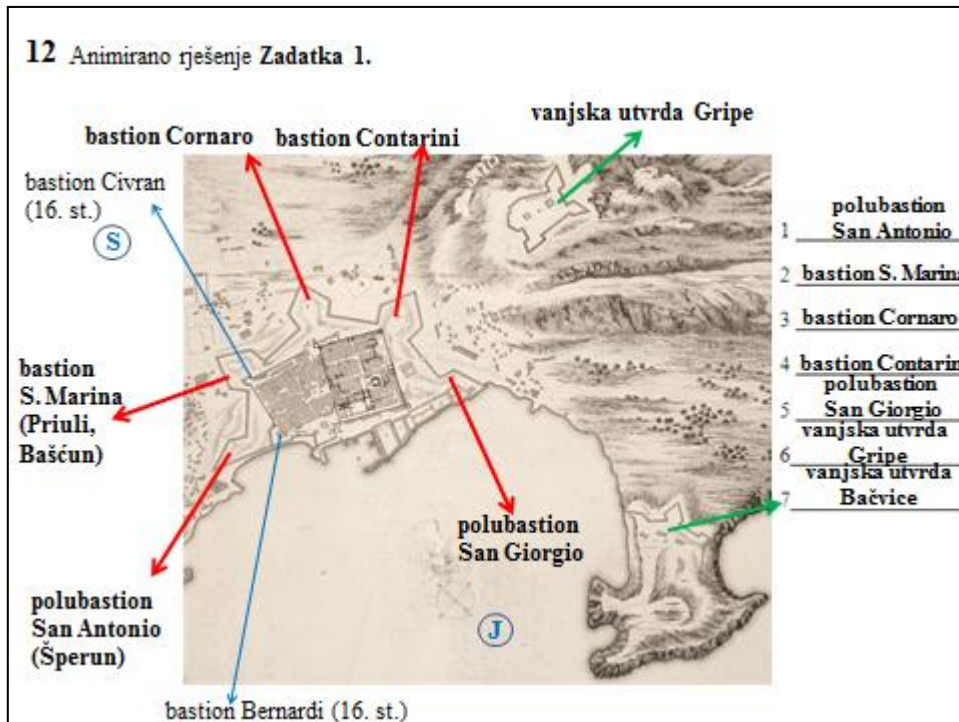 12 Animirano rješenje Zadatka 1.
vanjska utvrda Gripe
bastion Cornaro
bastion Contarini
bastion Civran
(16. st.)
S
bastion
S. Marina
(Priuli,
Bašćun)
polubastion
San Antonio
(Šperun)
bastion Bernardi (16. st.)
polubastion
San Giorgio
J
polubastion
1 San Antonio
2 bastion S. Marina
3 bastion Cornaro
4 bastion Contarin
polubastion
5 San Giorgio
vanjska utvrda
6 Gripe
vanjska utvrda
7 Bačvice